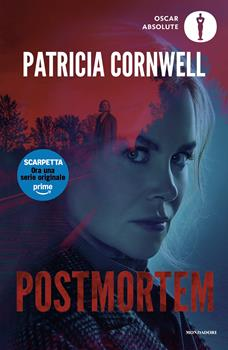 OSCAR
ABSOLUTE
PATRICIA CORNWELL
SCARPETTA
Ora una
serie originale
prime
POSTMORTEM
MONDADORI